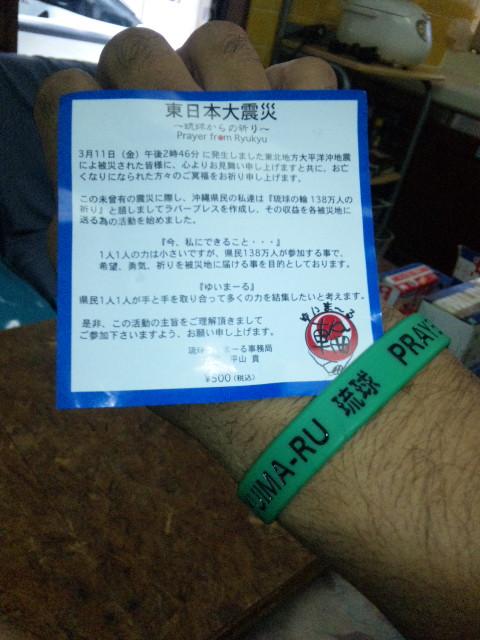 東日本大震災
～琉球からの祈り～
Prayer from Ryukyu
3月11日（金）午後2時46分に発生しました東北地方太平洋沖地震
によ被災された皆様に、心よりお見舞い申し上げますと共に、お亡
くなりになられた方々のご冥福をお祈り申し上げます。
この未曾有の震災に際し、沖縄県民の私達は『琉球の輪 138万人の
祈り』と題しましてラバーブレスを作成し、その収益を各被災地に
送る為の活動を始めました。
『今、私にできること・・・』
1人1人の力は小さいですが、県民138万人が参加する事で、
希望、勇気、祈りを被災地に届ける事を目的としております。
『ゆいまーる』
県民1人1人が手と手を取り合って多くの力を結集したいと考えます。
是非、この活動の主旨をご理解頂きまして
ご参加下さいますよう、お願い申し上げます。
ゆいまーる
琉球 まーる事務局
平山 貴
¥500（税込）
UIMA-RU 琉球 PRAYE